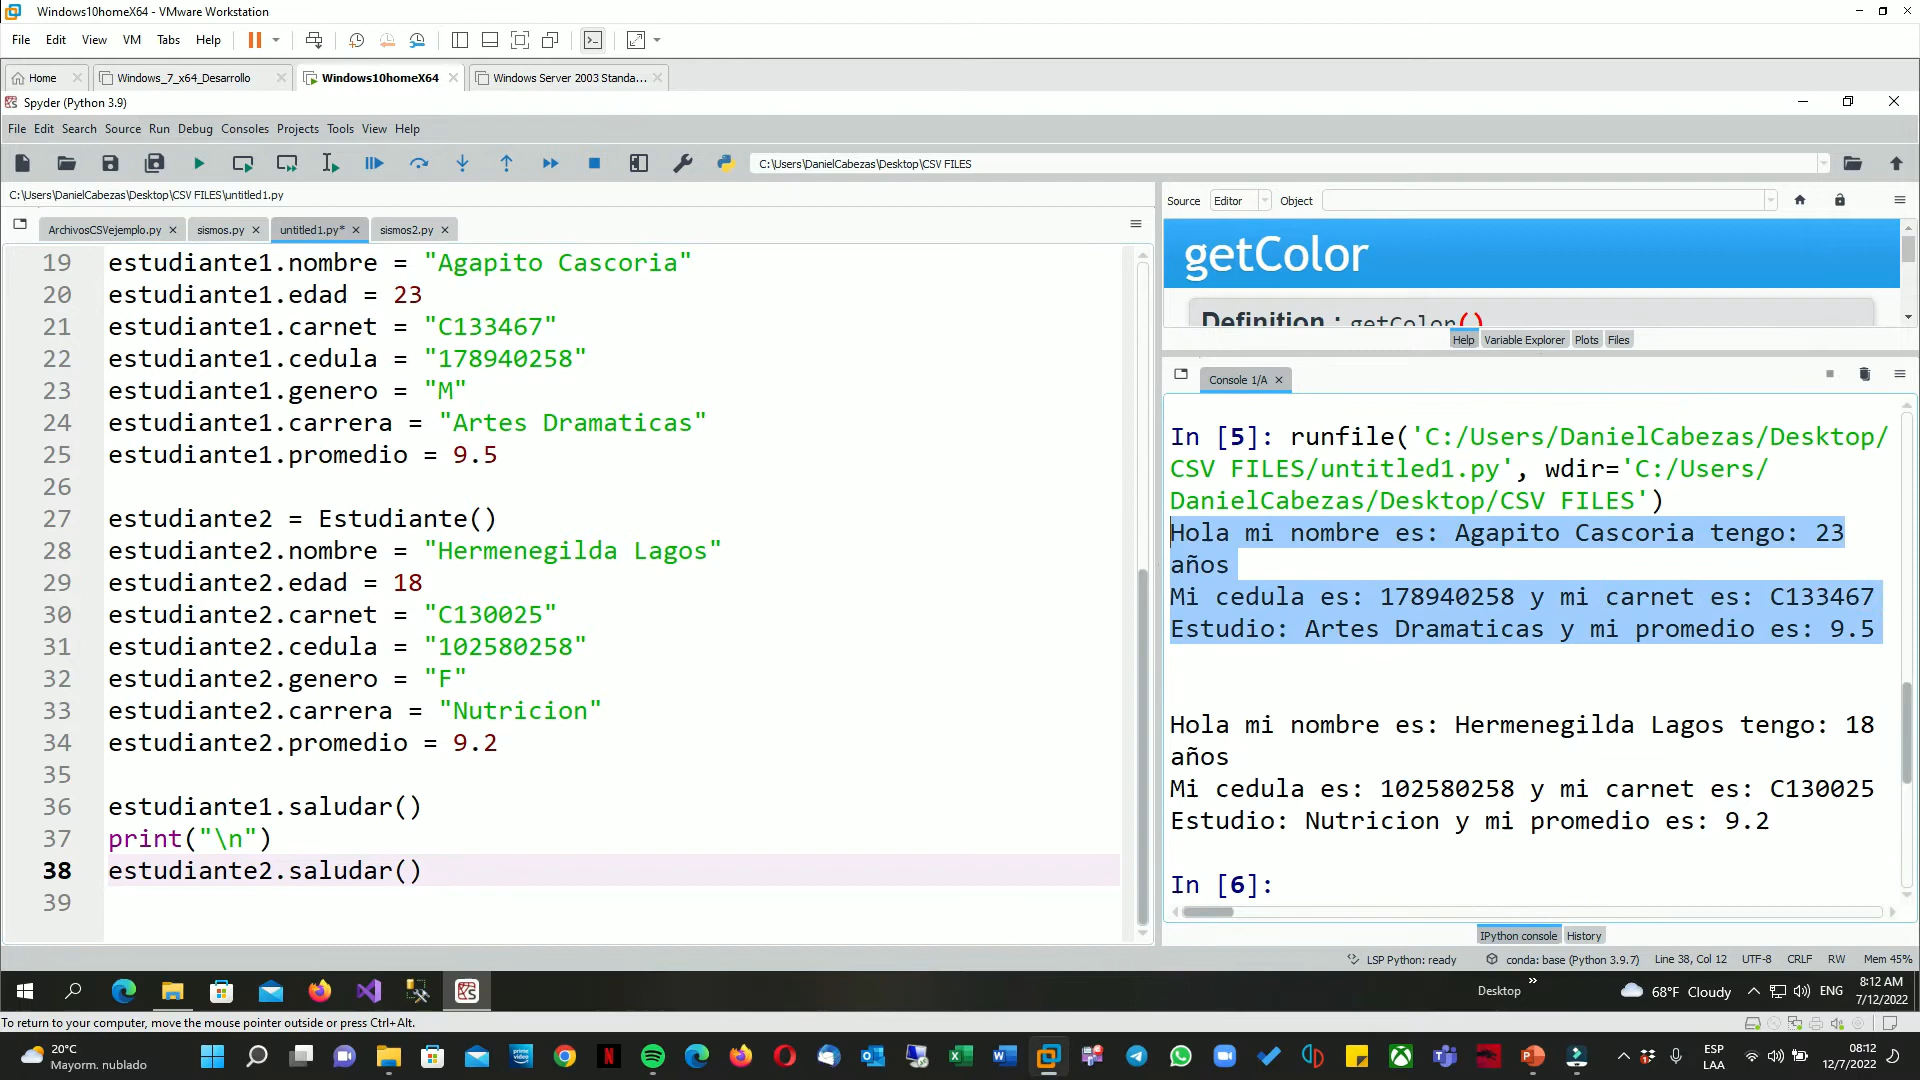 Windows10homeX64 - VMware Workstation
File Edit View VM Tabs Help
Home Windows_7_x64_Desarrollo Windows10homeX64 Windows Server 2003 Standa...
Spyder (Python 3.9)
File Edit Search Source Run Debug Consoles Projects Tools View Help
C:\Users\DanielCabezas\Desktop\CSV FILES
C:\Users\DanielCabezas\Desktop\CSV FILES\untitled1.py
ArchivosCSVejemplo.py sismos.py untitled1.py* sismos2.py
19 estudiante1.nombre = "Agapito Cascoria"
20 estudiante1.edad = 23
21 estudiante1.carnet = "C133467"
22 estudiante1.cedula = "178940258"
23 estudiante1.genero = "M"
24 estudiante1.carrera = "Artes Dramaticas"
25 estudiante1.promedio = 9.5
26
27 estudiante2 = Estudiante()
28 estudiante2.nombre = "Hermenegilda Lagos"
29 estudiante2.edad = 18
30 estudiante2.carnet = "C130025"
31 estudiante2.cedula = "102580258"
32 estudiante2.genero = "F"
33 estudiante2.carrera = "Nutricion"
34 estudiante2.promedio = 9.2
35
36 estudiante1.saludar()
37 print("\n")
38 estudiante2.saludar()
39
Source Editor Object
getColor
Definition : getColor()
Help Variable Explorer Plots Files
Console 1/A
In [5]: runfile('C:/Users/DanielCabezas/Desktop/
CSV FILES/untitled1.py', wdir='C:/Users/
DanielCabezas/Desktop/CSV FILES')
Hola mi nombre es: Agapito Cascoria tengo: 23
años
Mi cedula es: 178940258 y mi carnet es: C133467
Estudio: Artes Dramaticas y mi promedio es: 9.5
Hola mi nombre es: Hermenegilda Lagos tengo: 18
años
Mi cedula es: 102580258 y mi carnet es: C130025
Estudio: Nutricion y mi promedio es: 9.2
In [6]:
IPython console History
LSP Python: ready conda: base (Python 3.9.7) Line 38, Col 12 UTF-8 CRLF RW Mem 45%
Desktop 68°F Cloudy ENG 8:12 AM
7/12/2022
To return to your computer, move the mouse pointer outside or press Ctrl+Alt.
20°C
Mayorm. nublado
ESP
LAA
08:12
12/7/2022